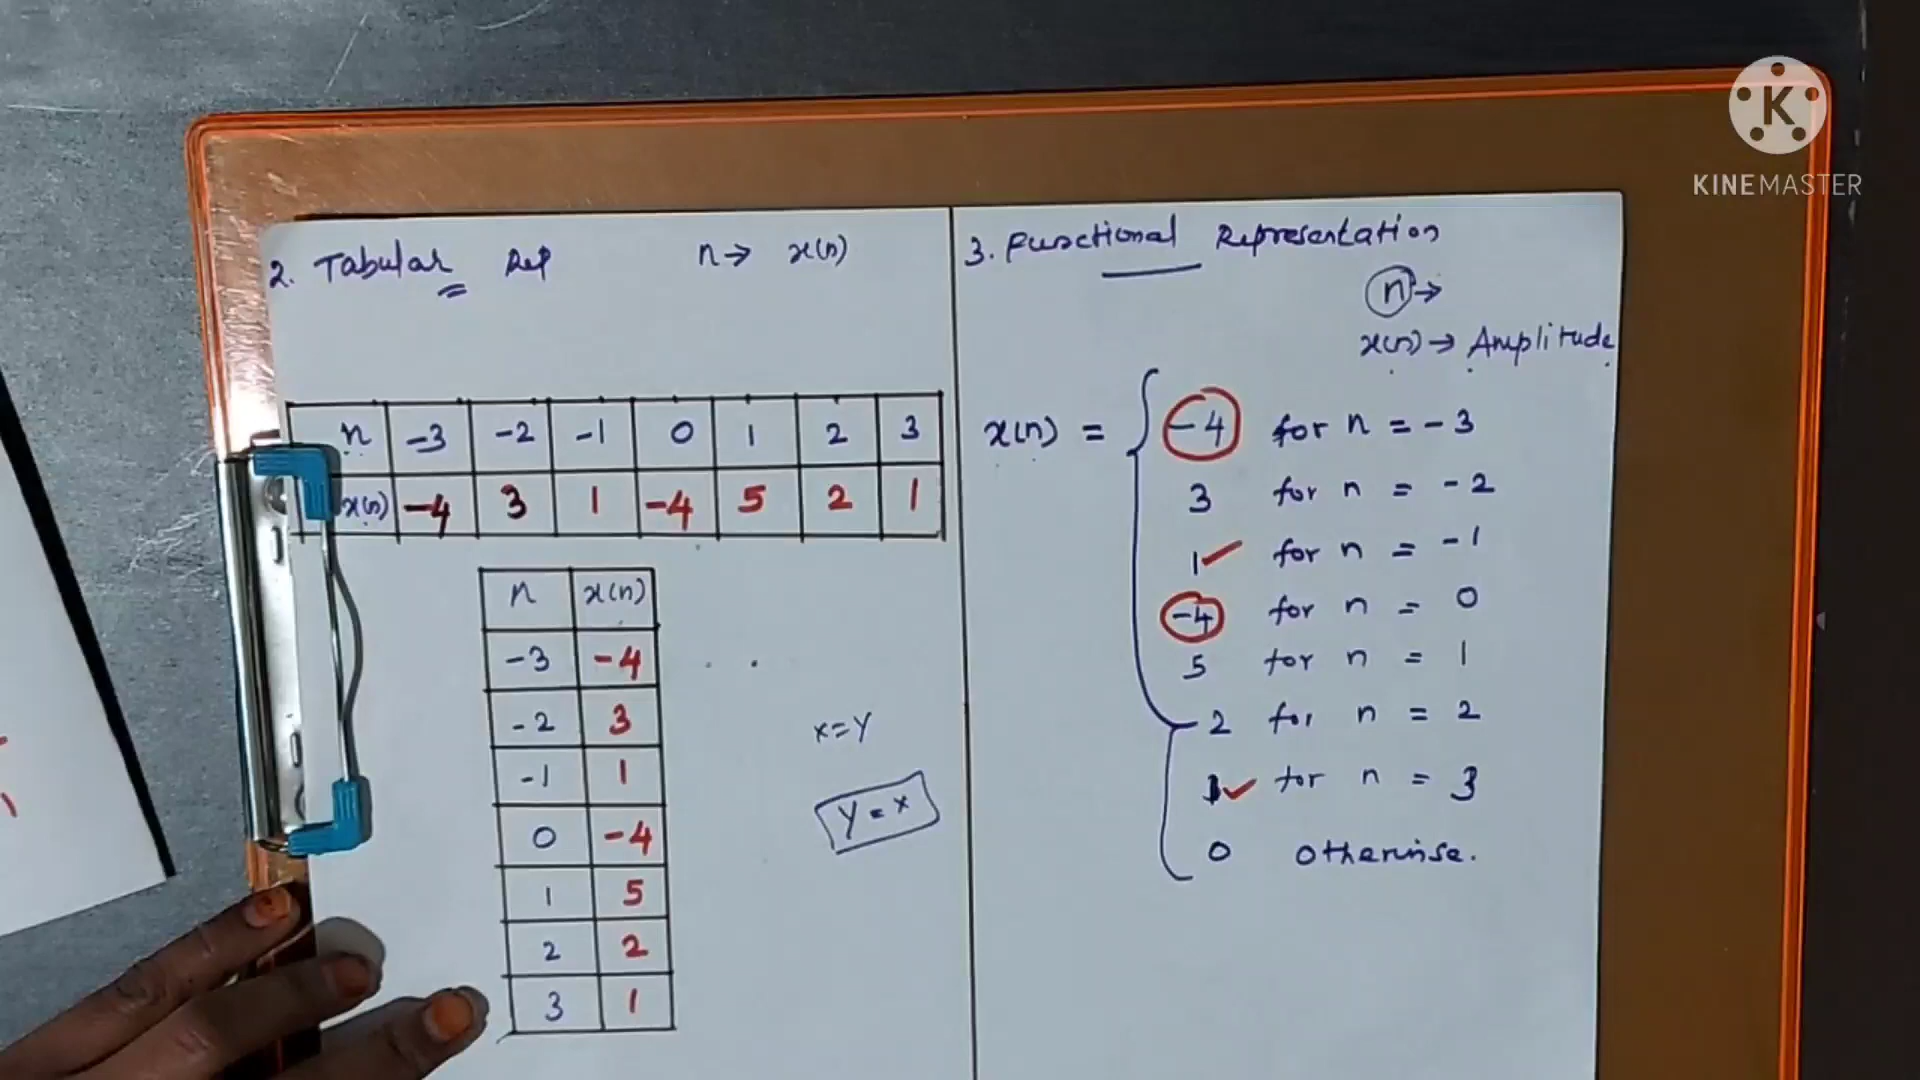 2. Tabular Rep n → x(n)
n -3 -2 -1 0 1 2 3
x(n) -4 3 1 -4 5 2 1
n x(n)
-3 -4
-2 3
-1 1
0 -4
1 5
2 2
3 1
x=y
y=x
3. Functional Representation
n →
x(n) → Amplitude
x(n) = { -4 for n = -3
3 for n = -2
1 ✓ for n = -1
-4 for n = 0
5 for n = 1
2 for n = 2
1 ✓ for n = 3
0 otherwise.
K
KINEMASTER